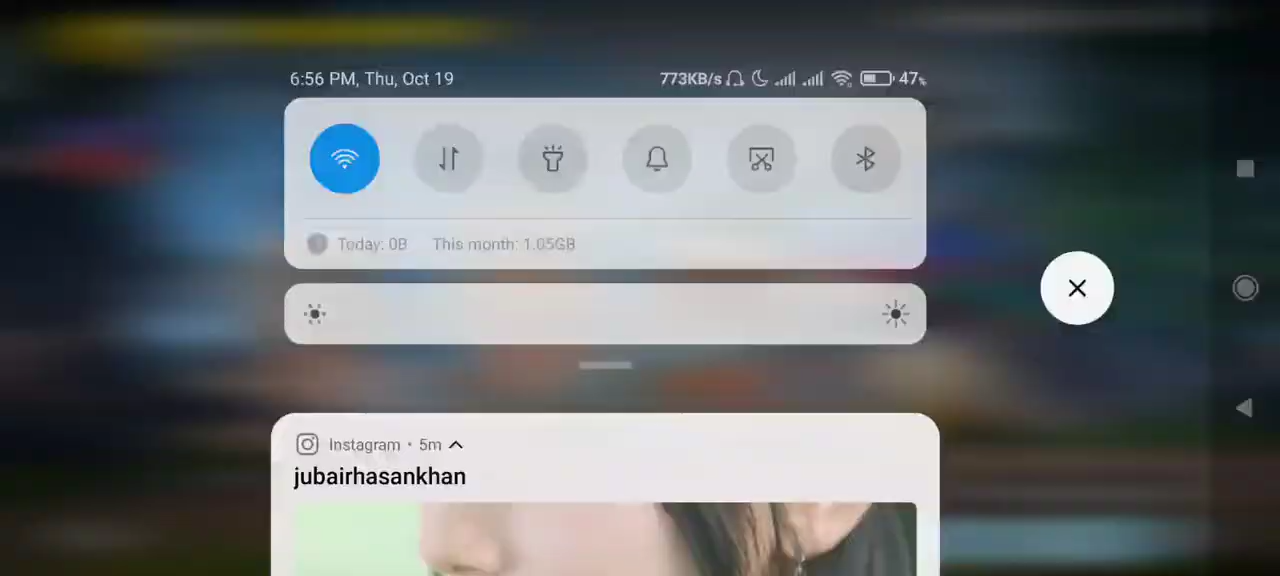 6:56 PM, Thu, Oct 19
773KB/s 47%
Today: 0B This month: 1.05GB
Instagram • 5m
jubairhasankhan